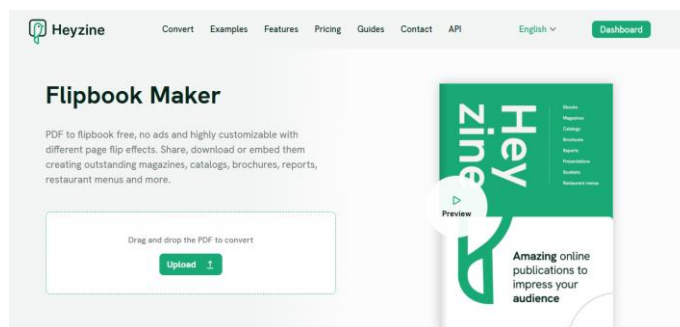 Heyzine
Convert Examples Features Pricing Guides Contact API English Dashboard
Flipbook Maker
PDF to flipbook free, no ads and highly customizable with
different page flip effects. Share, download or embed them
creating outstanding magazines, catalogs, brochures, reports,
restaurant menus and more.
Drag and drop the PDF to convert
Upload
Hey
zine
Ebooks
Magazines
Catalogs
Brochures
Reports
Presentations
Booklets
Restaurant menus
Preview
Amazing online
publications to
impress your
audience